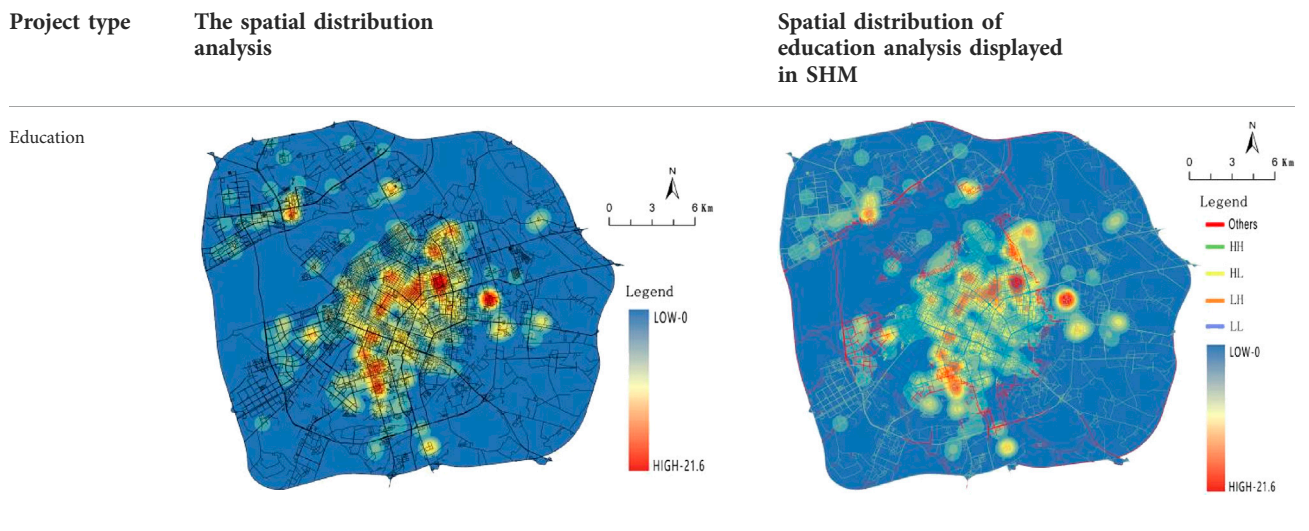 Project type
The spatial distribution
analysis
Spatial distribution of
education analysis displayed
in SHM
Education
N
0 3 6 Km
Legend
LOW-0
HIGH-21.6
N
0 3 6 Km
Legend
Others
HH
HL
LH
LL
LOW-0
HIGH-21.6